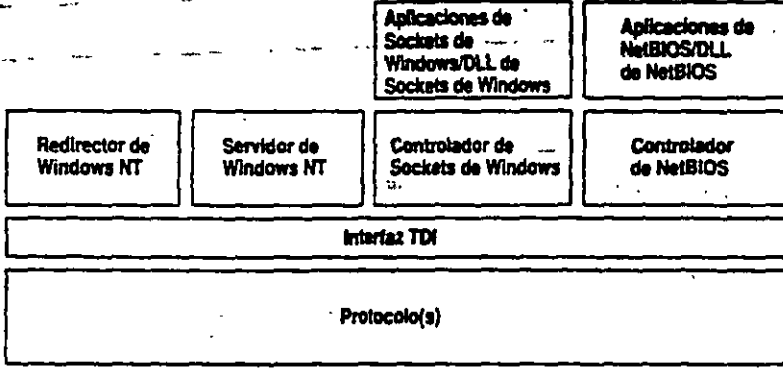 Aplicaciones de
Sockets de
Windows/DLL de
Sockets de Windows
Aplicaciones de
NetBIOS/DLL
de NetBIOS
Redirector de
Windows NT
Servidor de
Windows NT
Controlador de
Sockets de Windows
Controlador
de NetBIOS
Interfaz TDI
Protocolo(s)